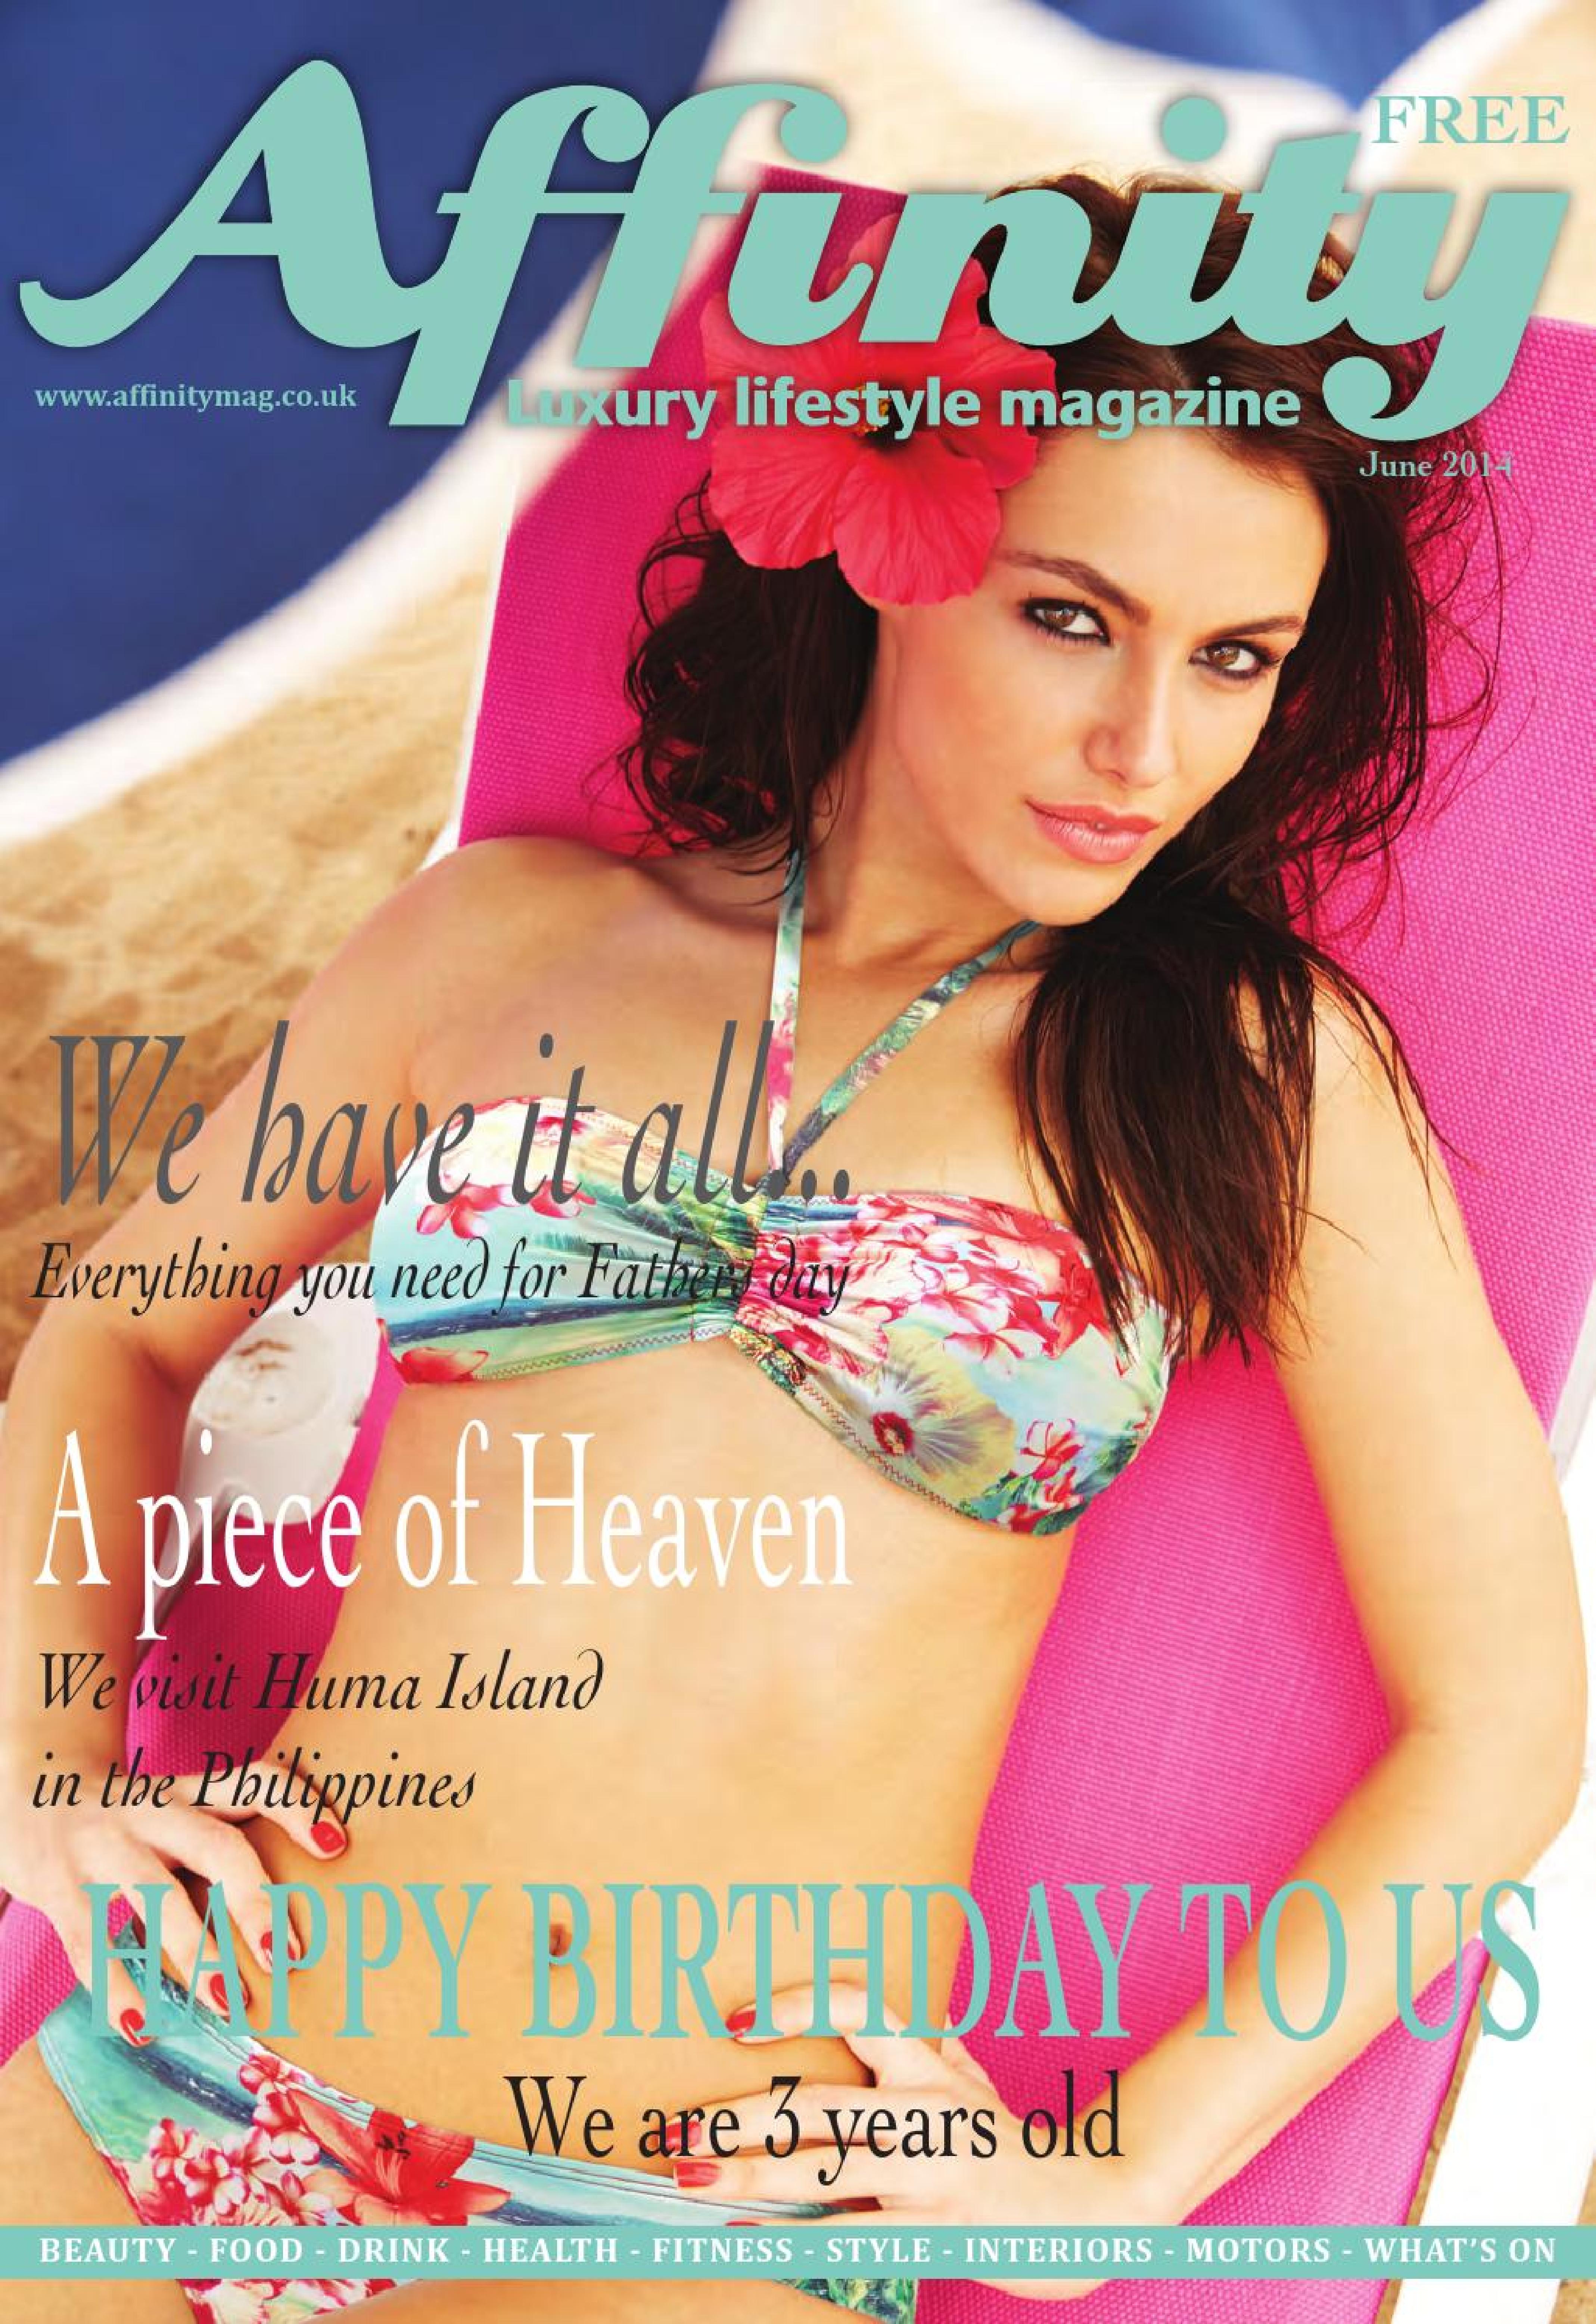 FREE
Affinity
www.affinitymag.co.uk
Luxury lifestyle magazine
June 2014
We have it all...
Everything you need for Fathers day
A piece of Heaven
We visit Huma Island
in the Philippines
HAPPY BIRTHDAY TO US
We are 3 years old
BEAUTY - FOOD - DRINK - HEALTH - FITNESS - STYLE - INTERIORS - MOTORS - WHAT'S ON